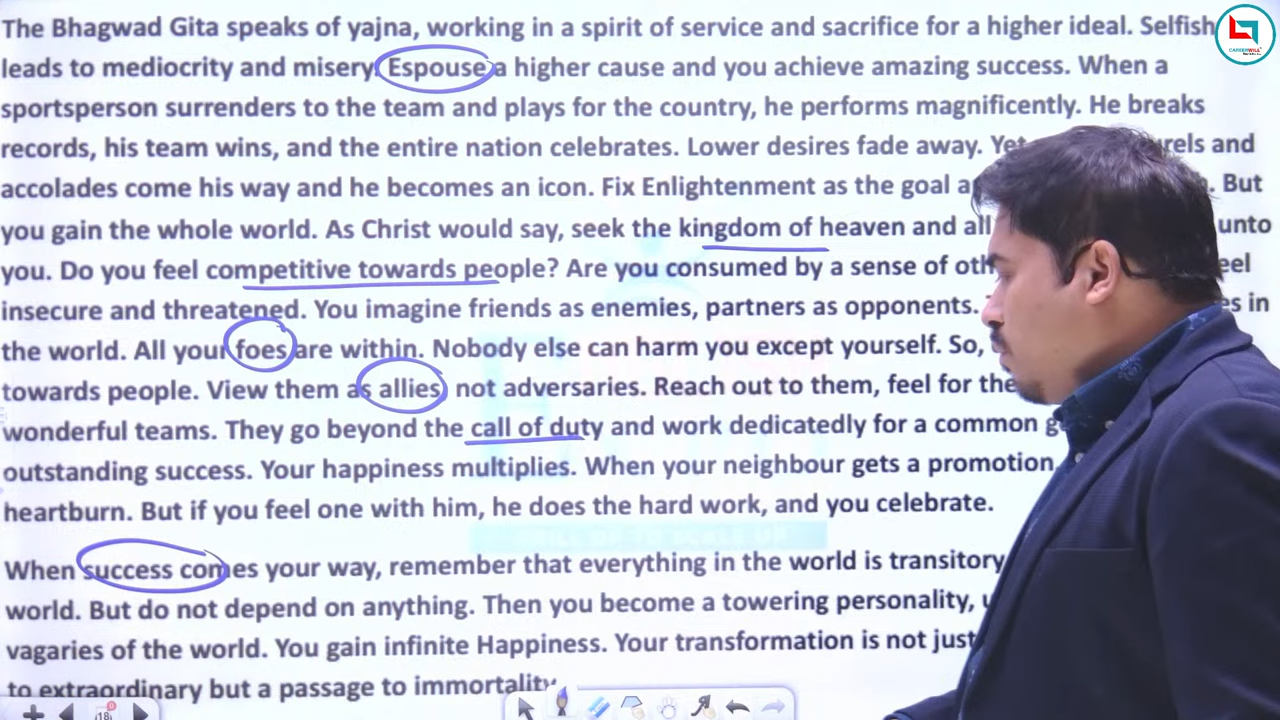 The Bhagwad Gita speaks of yajna, working in a spirit of service and sacrifice for a higher ideal. Selfish
leads to mediocrity and misery. Espouse a higher cause and you achieve amazing success. When a
sportsperson surrenders to the team and plays for the country, he performs magnificently. He breaks
records, his team wins, and the entire nation celebrates. Lower desires fade away. Yet and
accolades come his way and he becomes an icon. Fix Enlightenment as the goal But
you gain the whole world. As Christ would say, seek the kingdom of heaven and all unto
you. Do you feel competitive towards people? Are you consumed by a sense of
insecure and threatened. You imagine friends as enemies, partners as opponents. in
the world. All your foes are within. Nobody else can harm you except yourself. So,
towards people. View them as allies, not adversaries. Reach out to them, feel for
wonderful teams. They go beyond the call of duty and work dedicatedly for a common
outstanding success. Your happiness multiplies. When your neighbour gets a promotion
heartburn. But if you feel one with him, he does the hard work, and you celebrate.
When success comes your way, remember that everything in the world is transitory
world. But do not depend on anything. Then you become a towering personality,
vagaries of the world. You gain infinite Happiness. Your transformation is not just
to extraordinary but a passage to immortality
CAREERWILL
18